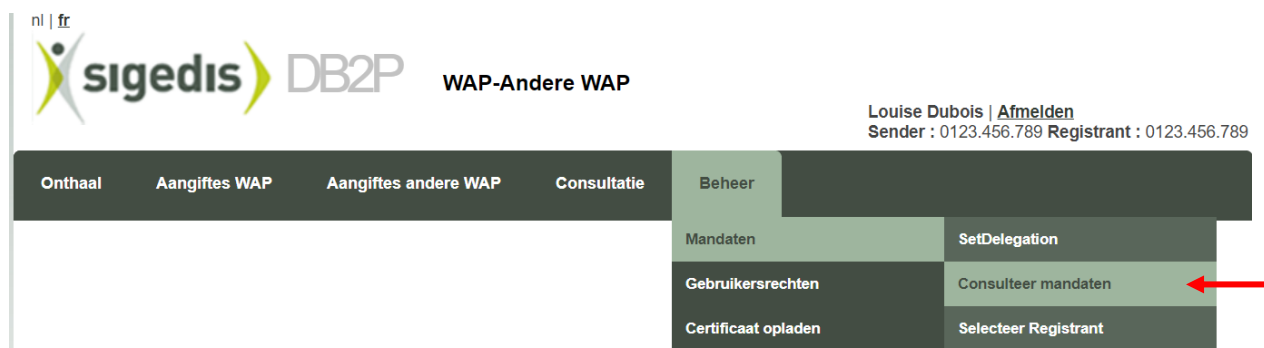 nl | fr
sigedis DB2P WAP-Andere WAP
Louise Dubois | Afmelden
Sender : 0123.456.789 Registrant : 0123.456.789
Onthaal Aangiftes WAP Aangiftes andere WAP Consultatie Beheer
Mandaten SetDelegation
Gebruikersrechten Consulteer mandaten
Certificaat opladen Selecteer Registrant